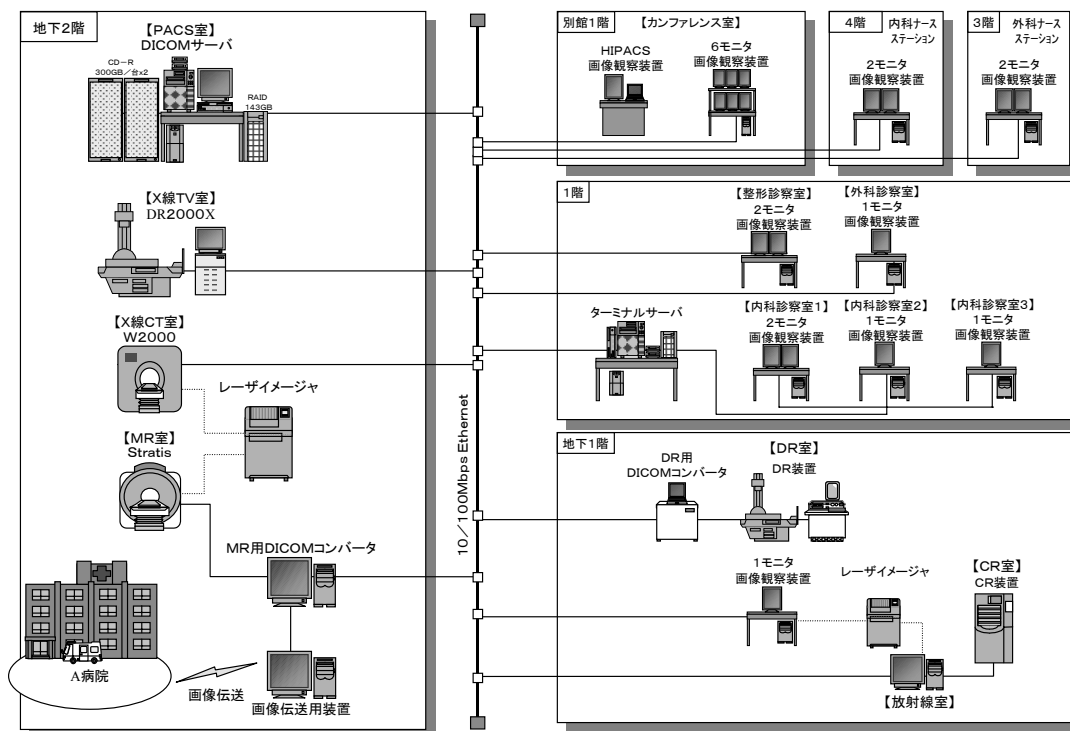 地下2階
【PACS室】
DICOMサーバ
CD－R
300GB／台x2
RAID
143GB
【X線TV室】
DR2000X
【X線CT室】
W2000
レーザイメージャ
【MR室】
Stratis
MR用DICOMコンバータ
A病院
画像伝送
画像伝送用装置
10／100Mbps Ethernet
別館1階
【カンファレンス室】
HIPACS
画像観察装置
6モニタ
画像観察装置
4階
内科ナース
ステーション
2モニタ
画像観察装置
3階
外科ナース
ステーション
2モニタ
画像観察装置
1階
【整形診察室】
2モニタ
画像観察装置
【外科診察室】
1モニタ
画像観察装置
ターミナルサーバ
【内科診察室1】
2モニタ
画像観察装置
【内科診察室2】
1モニタ
画像観察装置
【内科診察室3】
1モニタ
画像観察装置
地下1階
DR用
DICOMコンバータ
【DR室】
DR装置
1モニタ
画像観察装置
レーザイメージャ
【CR室】
CR装置
【放射線室】